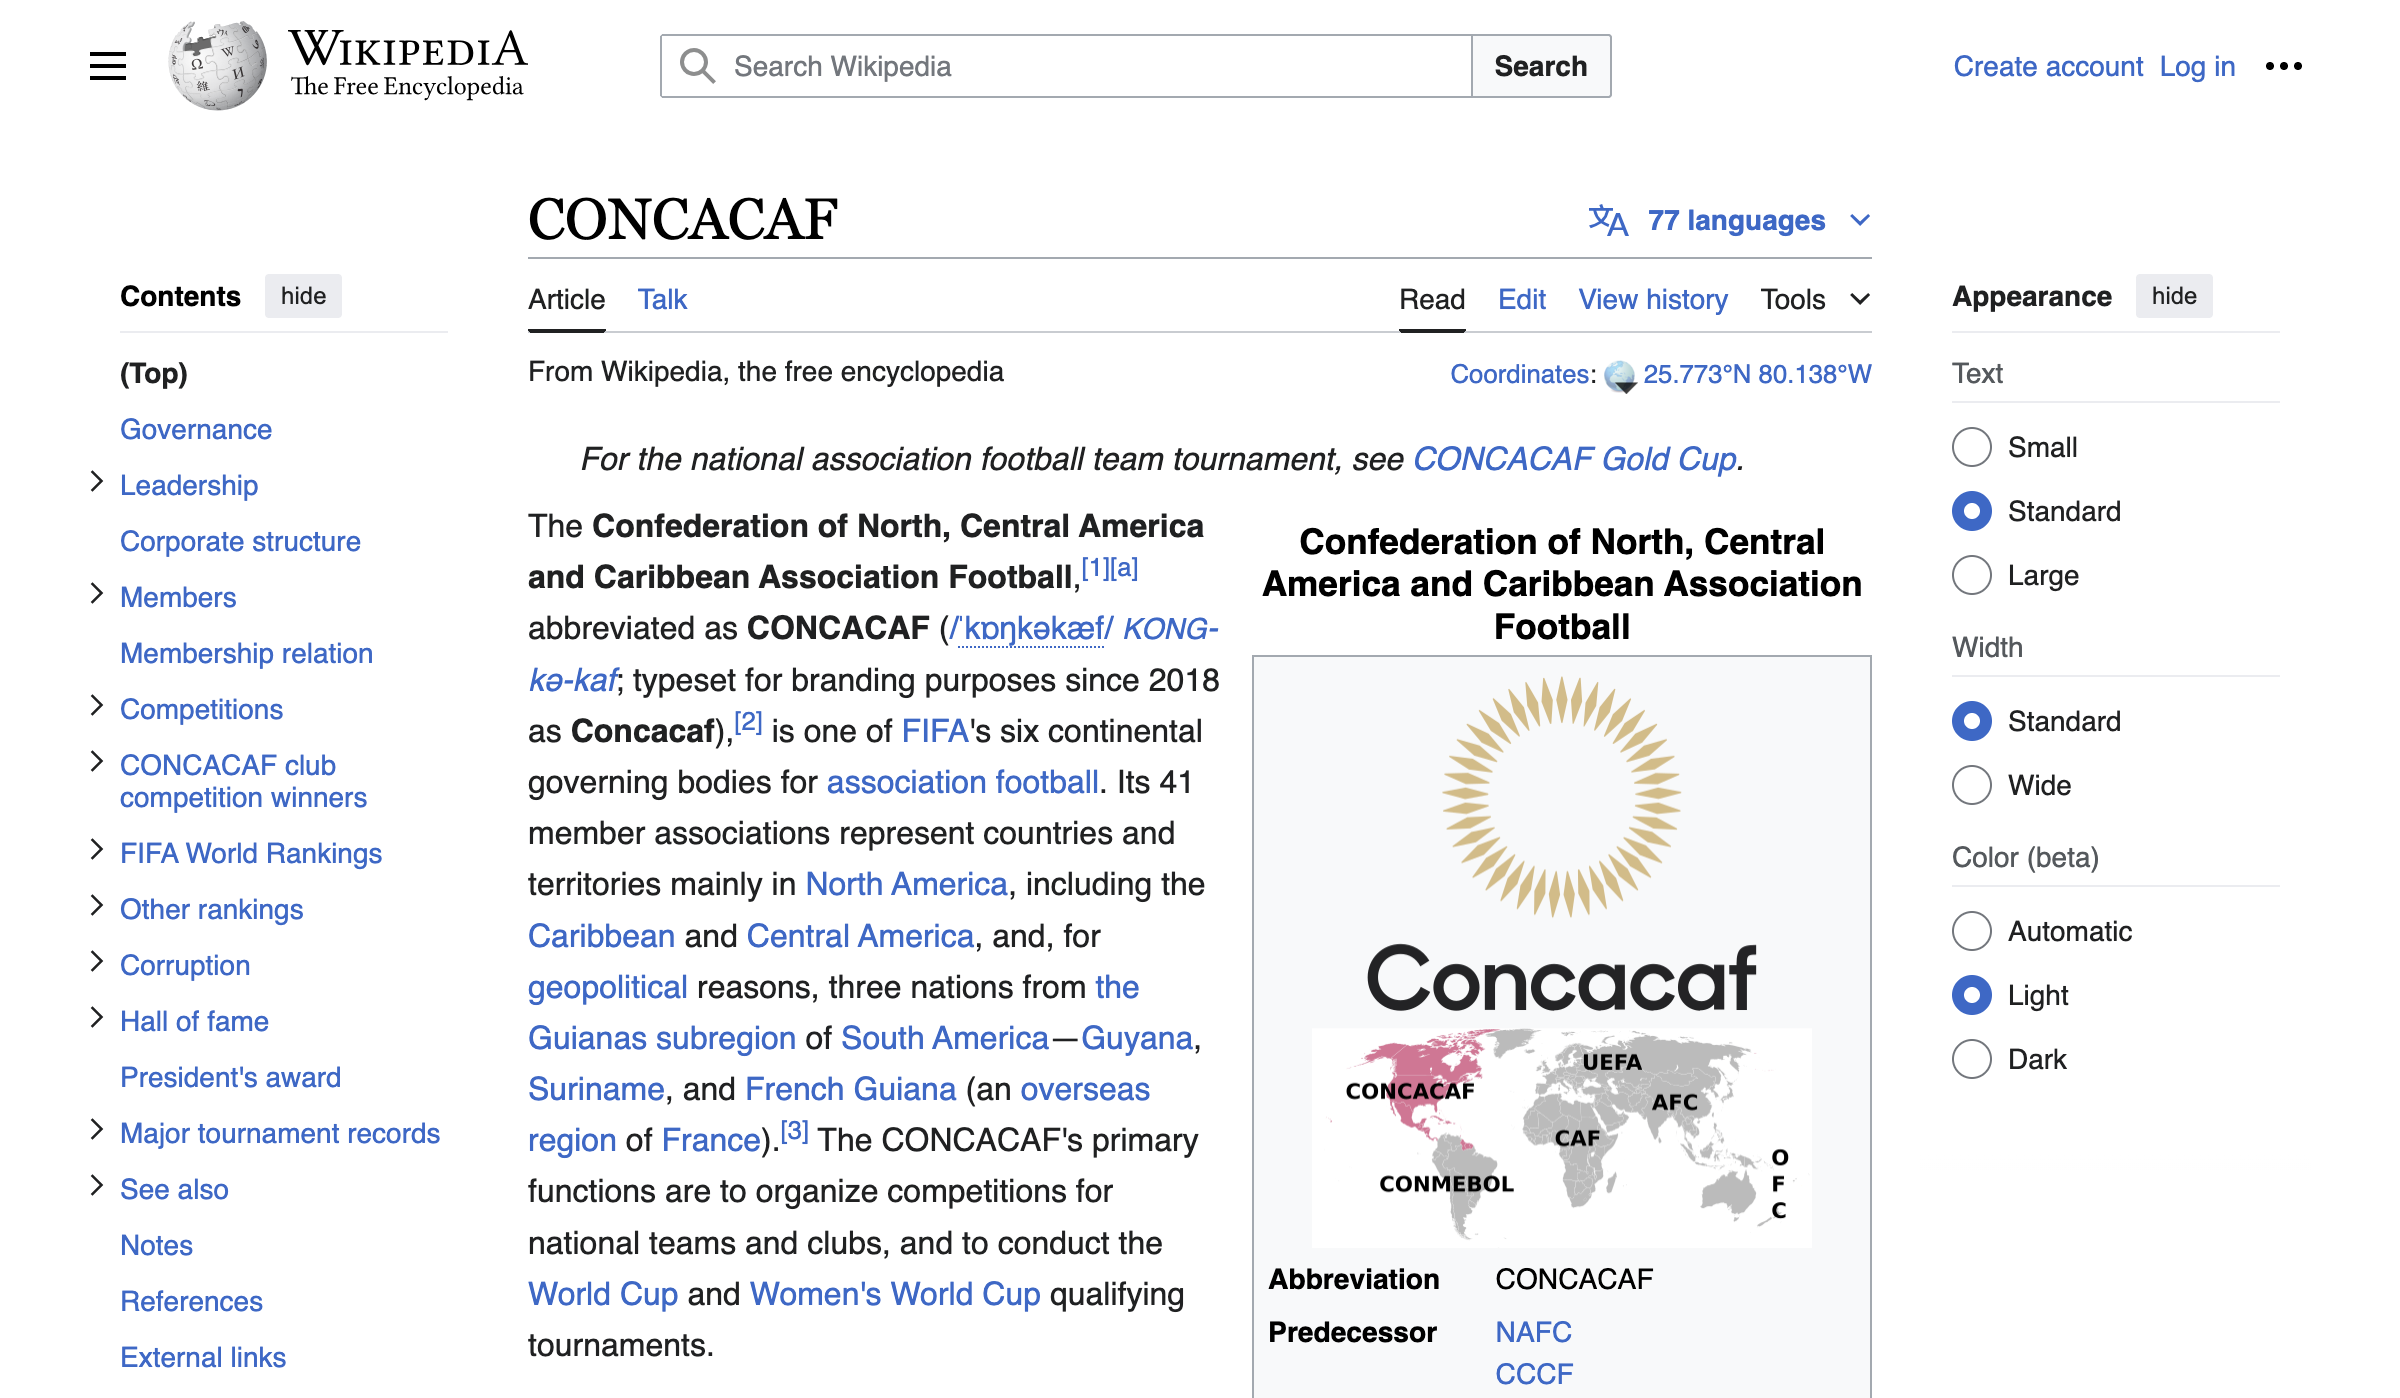 WIKIPEDIA
The Free Encyclopedia
Search Wikipedia
Search
Create account Log in
CONCACAF
77 languages
Contents hide
(Top)
Governance
Leadership
Corporate structure
Members
Membership relation
Competitions
CONCACAF club
competition winners
FIFA World Rankings
Other rankings
Corruption
Hall of fame
President's award
Major tournament records
See also
Notes
References
External links
Article Talk
Read Edit View history Tools
From Wikipedia, the free encyclopedia
Coordinates: 25.773°N 80.138°W
For the national association football team tournament, see CONCACAF Gold Cup.
The Confederation of North, Central America
and Caribbean Association Football,[1][a]
abbreviated as CONCACAF (/ˈkɒŋkəkæf/ KONG-
kə-kaf; typeset for branding purposes since 2018
as Concacaf),[2] is one of FIFA's six continental
governing bodies for association football. Its 41
member associations represent countries and
territories mainly in North America, including the
Caribbean and Central America, and, for
geopolitical reasons, three nations from the
Guianas subregion of South America—Guyana,
Suriname, and French Guiana (an overseas
region of France).[3] The CONCACAF's primary
functions are to organize competitions for
national teams and clubs, and to conduct the
World Cup and Women's World Cup qualifying
tournaments.
Confederation of North, Central
America and Caribbean Association
Football
Concacaf
UEFA
CONCACAF
AFC
CAF
CONMEBOL
O
F
C
Abbreviation CONCACAF
Predecessor NAFC
CCCF
Appearance hide
Text
Small
Standard
Large
Width
Standard
Wide
Color (beta)
Automatic
Light
Dark